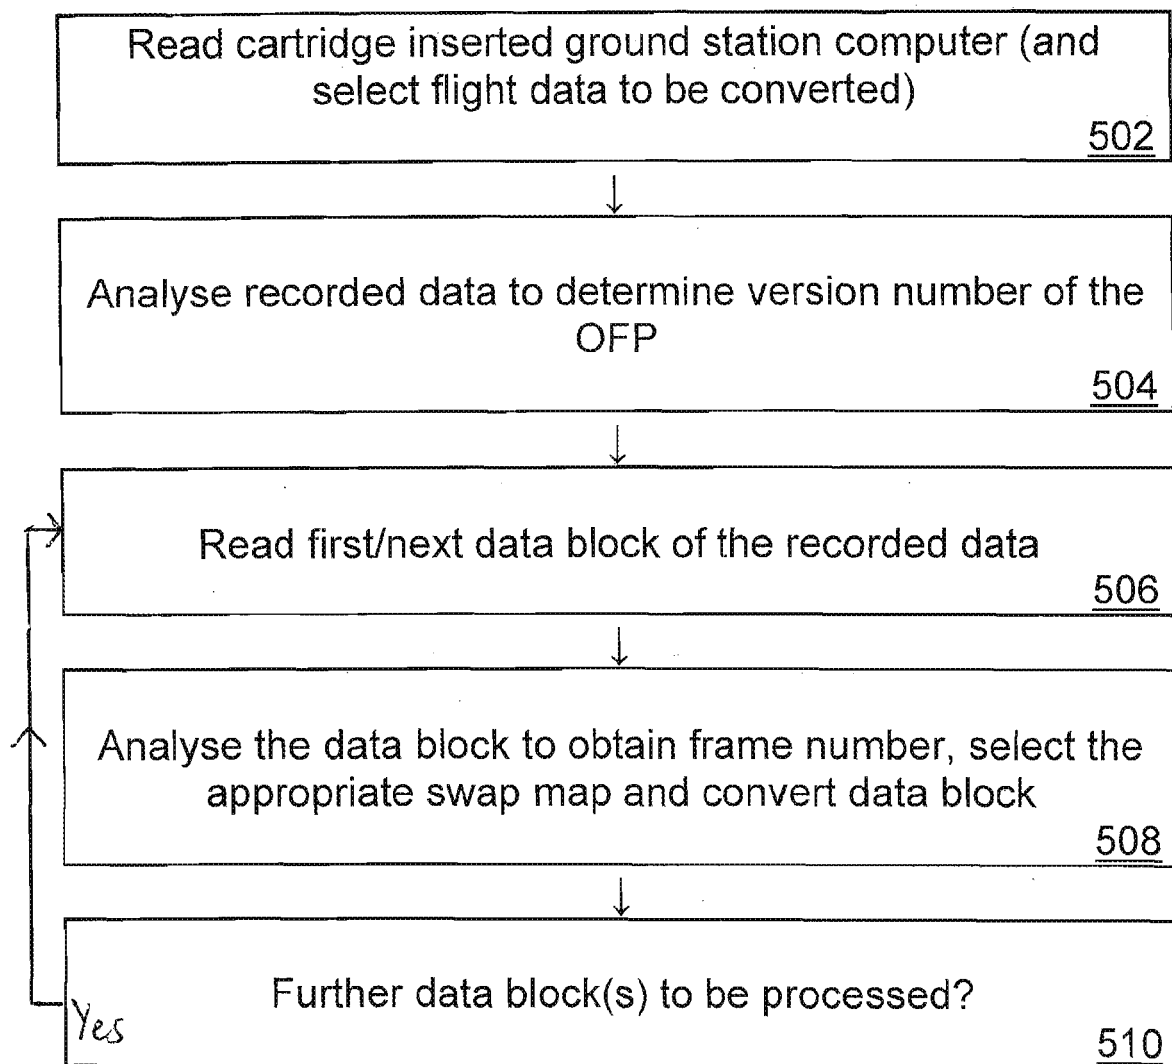 Read cartridge inserted ground station computer (and
select flight data to be converted)
502
Analyse recorded data to determine version number of the
OFP
504
Read first/next data block of the recorded data
506
Analyse the data block to obtain frame number, select the
appropriate swap map and convert data block
508
Further data block(s) to be processed?
Yes
510